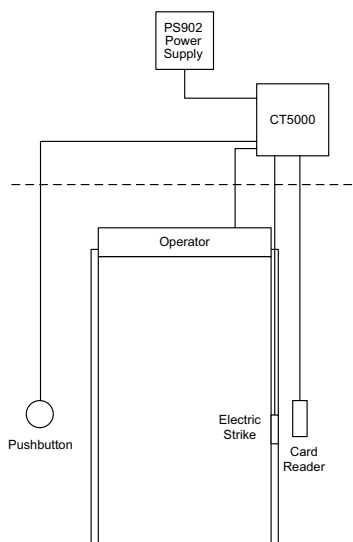 PS902
Power
Supply
CT5000
Operator
Electric
Strike
Pushbutton
Card
Reader